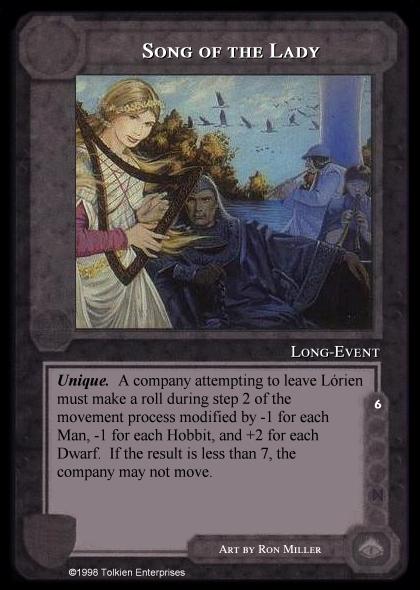 SONG OF THE LADY
LONG-EVENT
Unique. A company attempting to leave Lórien
must make a roll during step 2 of the
movement process modified by -1 for each
Man, -1 for each Hobbit, and +2 for each
Dwarf. If the result is less than 7, the
company may not move.
6
ART BY RON MILLER
©1998 Tolkien Enterprises